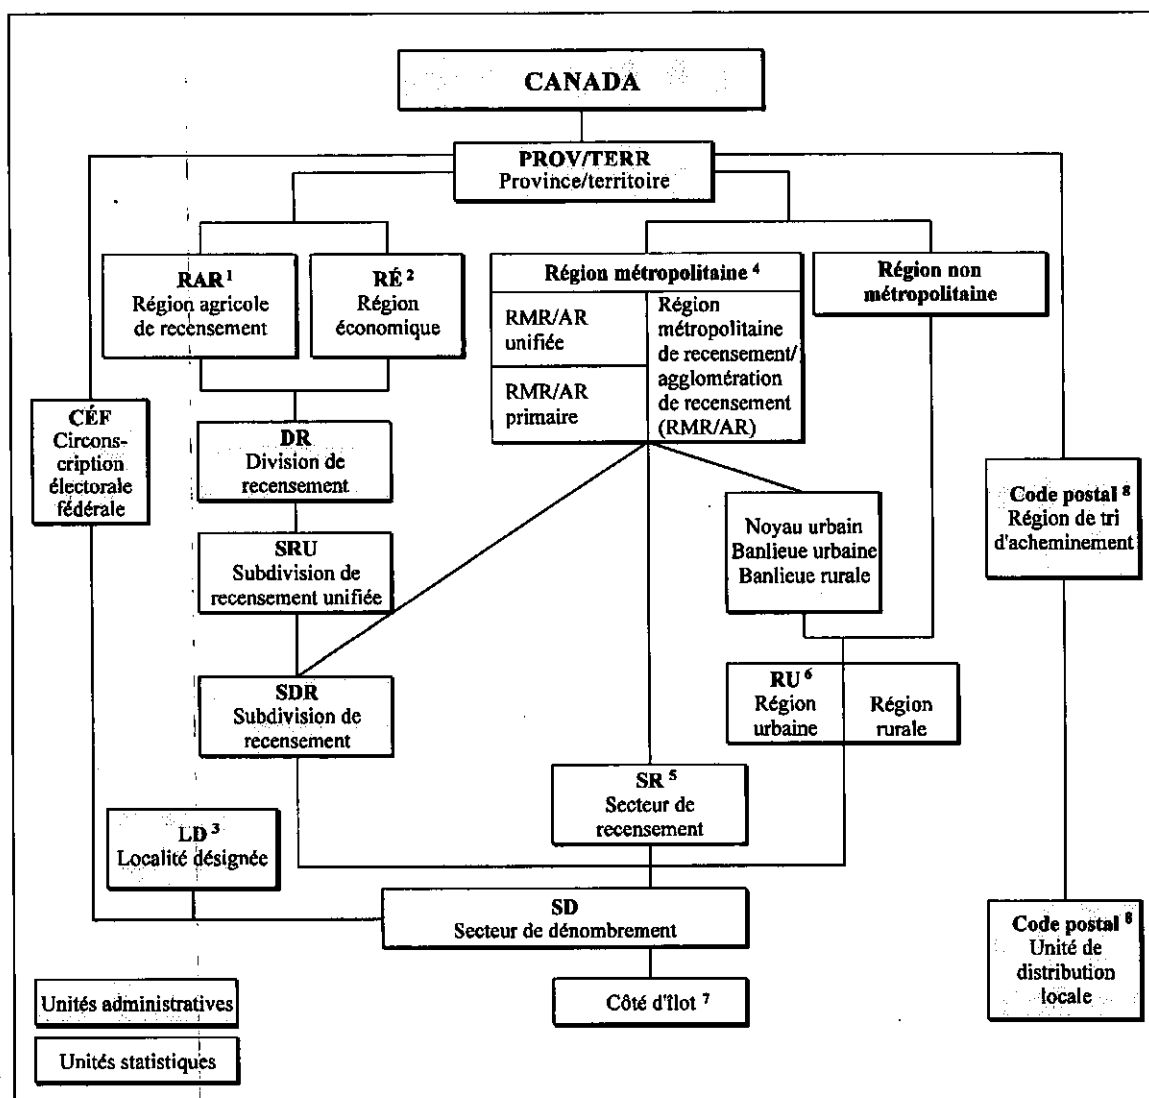 CANADA
PROV/TERR
Province/territoire
RAR 1
Région agricole
de recensement
RÉ 2
Région
économique
Région métropolitaine 4
RMR/AR
unifiée
RMR/AR
primaire
Région
métropolitaine
de recensement/
agglomération
de recensement
(RMR/AR)
Région non
métropolitaine
CÉF
Circons-
cription
électorale
fédérale
DR
Division de
recensement
SRU
Subdivision de
recensement unifiée
SDR
Subdivision de
recensement
Noyau urbain
Banlieue urbaine
Banlieue rurale
Code postal 8
Région de tri
d'acheminement
RU 6
Région
urbaine
Région
rurale
SR 5
Secteur de
recensement
LD 3
Localité désignée
SD
Secteur de dénombrement
Côté d'îlot 7
Code postal 8
Unité de
distribution
locale
Unités administratives
Unités statistiques